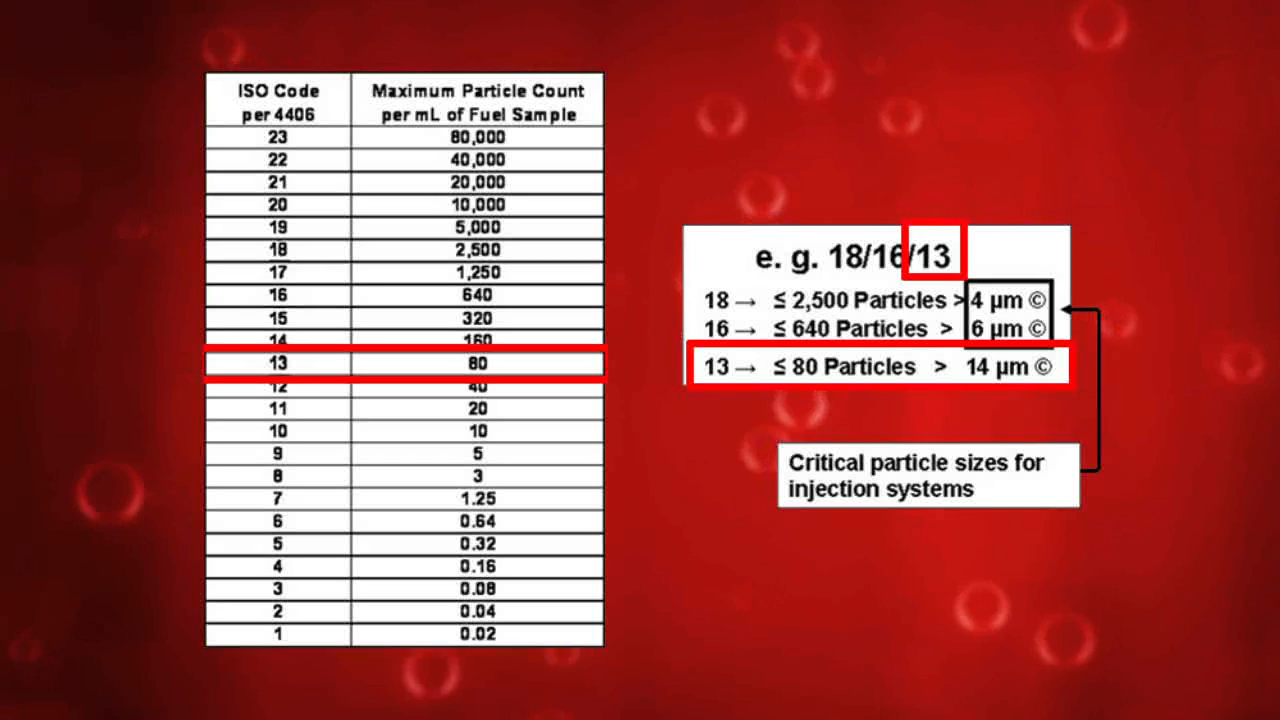 ISO Code Maximum Particle Count
per 4406 per mL of Fuel Sample
23 80,000
22 40,000
21 20,000
20 10,000
19 5,000
18 2,500
17 1,250
16 640
15 320
14 160
13 80
12 40
11 20
10 10
9 5
8 3
7 1.25
6 0.64
5 0.32
4 0.16
3 0.08
2 0.04
1 0.02
e. g. 18/16/13
18 → ≤ 2,500 Particles > 4 µm ©
16 → ≤ 640 Particles > 6 µm ©
13 → ≤ 80 Particles > 14 µm ©
Critical particle sizes for
injection systems